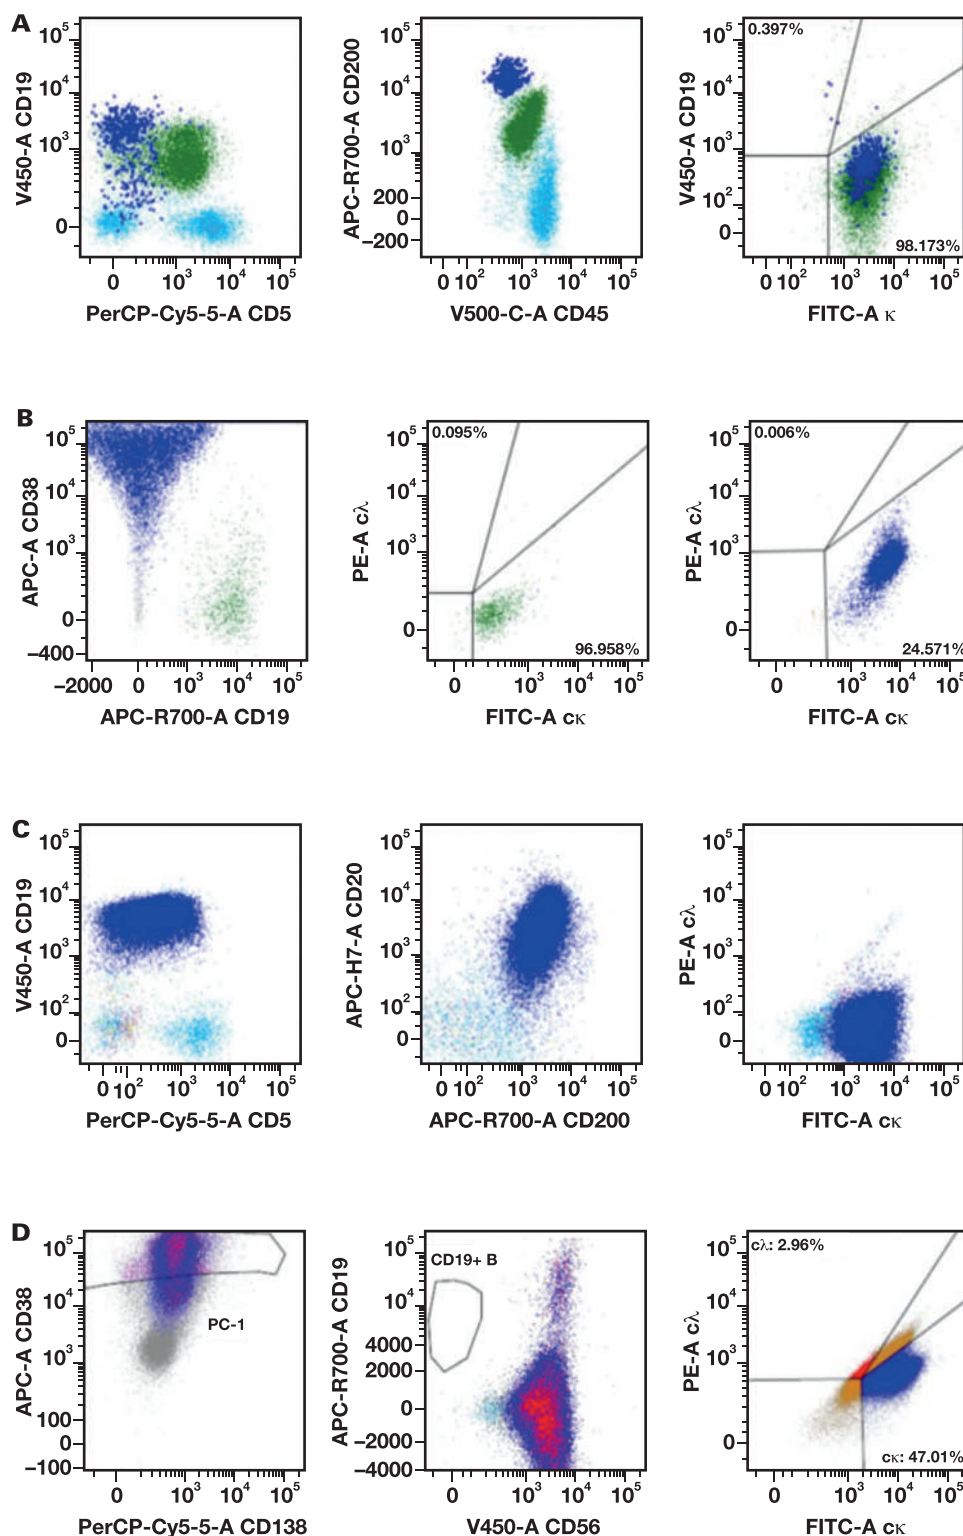 A
10^5
10^4
10^3
0
V450-A CD19
0 10^3 10^4 10^5
PerCP-Cy5-5-A CD5
10^5
10^4
10^3
200
0
−200
APC-R700-A CD200
0 10^2 10^3 10^4 10^5
V500-C-A CD45
0.397%
98.173%
10^5
10^4
10^3
10^2
0
V450-A CD19
0 10^2 10^3 10^4 10^5
FITC-A κ
B
10^5
10^4
10^3
0
−400
APC-A CD38
−2000 0 10^3 10^4 10^5
APC-R700-A CD19
0.095%
96.958%
10^5
10^4
10^3
0
PE-A cλ
0 10^3 10^4 10^5
FITC-A cκ
0.006%
24.571%
10^5
10^4
10^3
0
PE-A cλ
0 10^3 10^4 10^5
FITC-A cκ
C
10^5
10^4
10^3
10^2
0
V450-A CD19
0 10^2 10^3 10^4 10^5
PerCP-Cy5-5-A CD5
10^5
10^4
10^3
10^2
0
APC-H7-A CD20
0 10^2 10^3 10^4 10^5
APC-R700-A CD200
10^5
10^4
10^3
10^2
0
PE-A cλ
0 10^2 10^3 10^4 10^5
FITC-A cκ
D
10^5
10^4
10^3
100
0
−100
APC-A CD38
PC-1
0 10^3 10^4 10^5
PerCP-Cy5-5-A CD138
CD19+ B
10^5
10^4
4000
2000
0
−2000
−4000
APC-R700-A CD19
0 10^3 10^4 10^5
V450-A CD56
cλ: 2.96%
cκ: 47.01%
10^5
10^4
10^3
0
PE-A cλ
0 10^3 10^4 10^5
FITC-A cκ